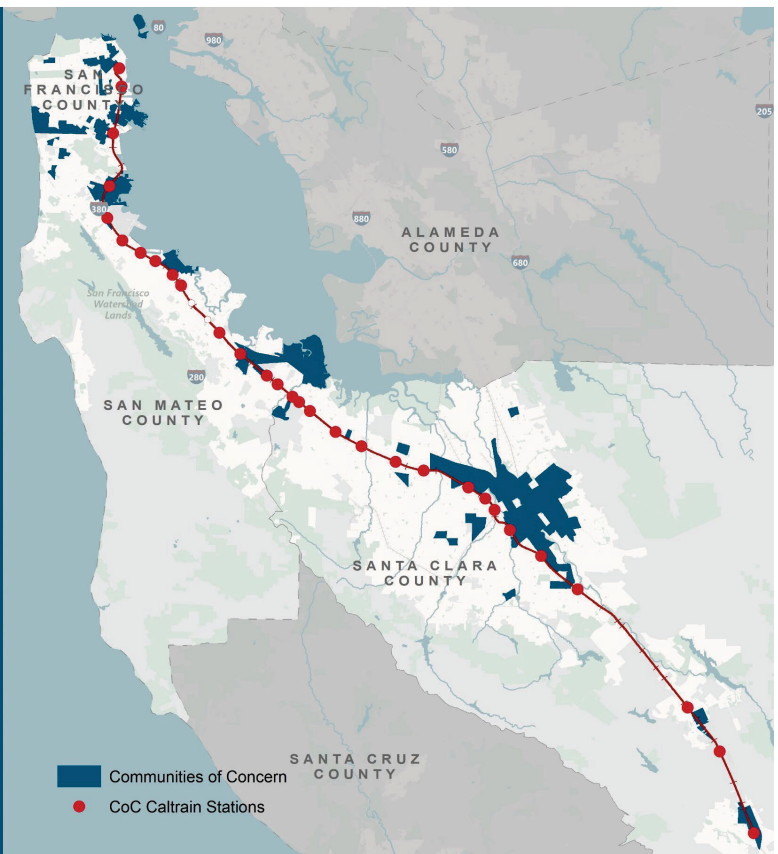 80
980
SAN
FRANCISCO
COUNTY
205
580
380
880
ALAMEDA
COUNTY
680
San Francisco
Watershed
Lands
280
SAN MATEO
COUNTY
SANTA CLARA
COUNTY
SANTA CRUZ
COUNTY
Communities of Concern
CoC Caltrain Stations